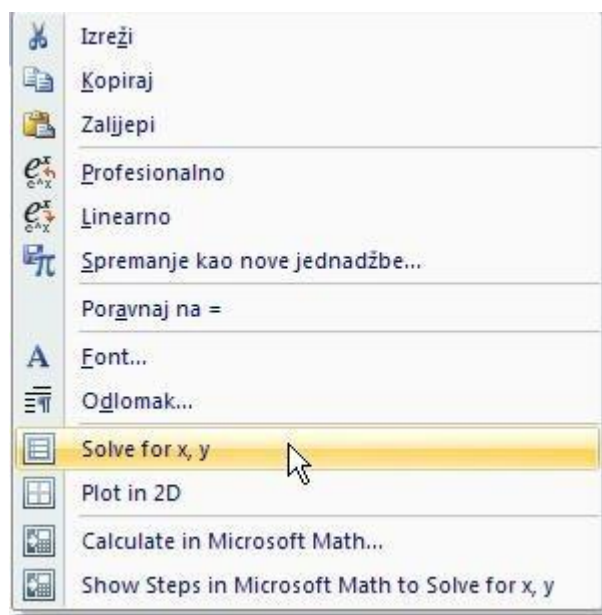 Izreži
Kopiraj
Zalijepi
Profesionalno
Linearno
Spremanje kao nove jednadžbe...
Poravnaj na =
Font...
Odlomak...
Solve for x, y
Plot in 2D
Calculate in Microsoft Math...
Show Steps in Microsoft Math to Solve for x, y